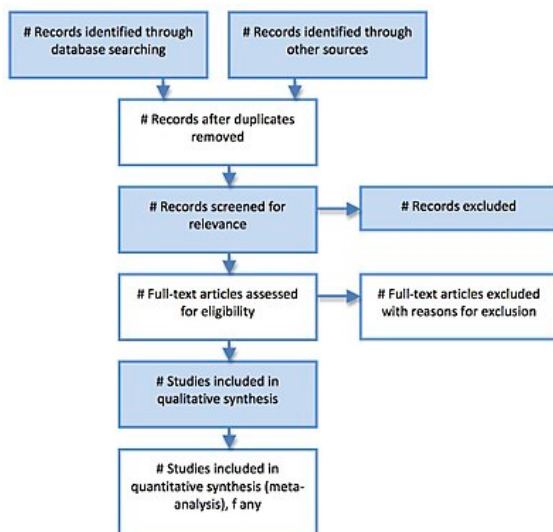 # Records identified through
database searching
# Records identified through
other sources
# Records after duplicates
removed
# Records screened for
relevance
# Records excluded
# Full-text articles assessed
for eligibility
# Full-text articles excluded
with reasons for exclusion
# Studies included in
qualitative synthesis
# Studies included in
quantitative synthesis (meta-
analysis), f any